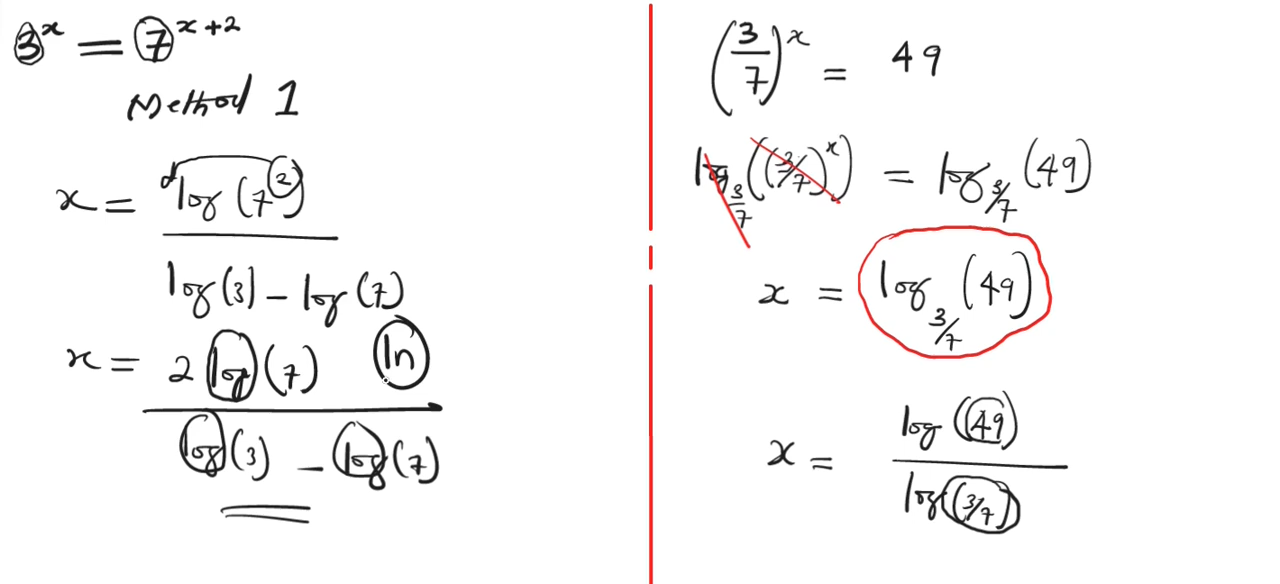 3^x = 7^(x+2)
Method 1
x = log(7^2) / (log(3) - log(7))
x = 2 log(7) / (log(3) - log(7))
ln
(3/7)^x = 49
log_(3/7)((3/7)^x) = log_(3/7)(49)
x = log_(3/7)(49)
x = log(49) / log(3/7)